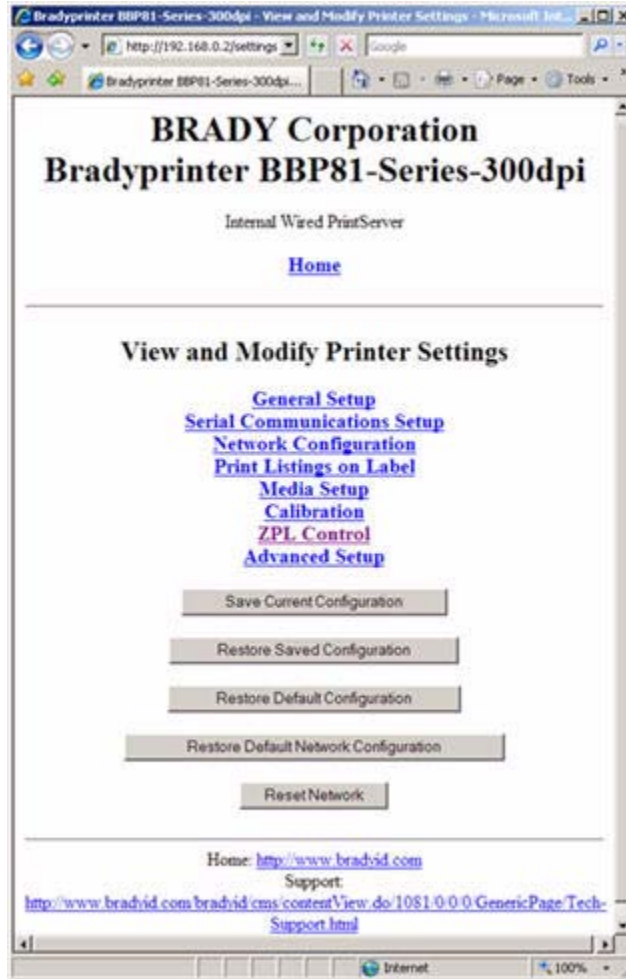 Bradyprinter BBP81-Series-300dpi - View and Modify Printer Settings - Microsoft Int...
http://192.168.0.2/settings
Google
Bradyprinter BBP81-Series-300dpi...
Page
Tools
BRADY Corporation
Bradyprinter BBP81-Series-300dpi
Internal Wired PrintServer
Home
View and Modify Printer Settings
General Setup
Serial Communications Setup
Network Configuration
Print Listings on Label
Media Setup
Calibration
ZPL Control
Advanced Setup
Save Current Configuration
Restore Saved Configuration
Restore Default Configuration
Restore Default Network Configuration
Reset Network
Home: http://www.bradyid.com
Support:
http://www.bradyid.com/bradyid/cms/contentView.do/1081/0/0/0/GenericPage/Tech-
Support.html
Internet
100%